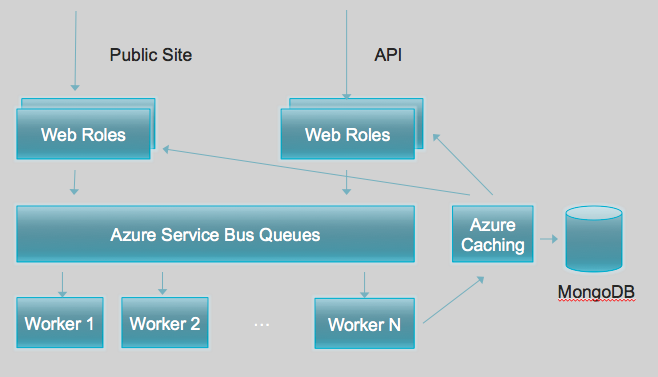 Public Site
API
Web Roles
Web Roles
Azure Service Bus Queues
Azure
Caching
MongoDB
Worker 1
Worker 2
...
Worker N